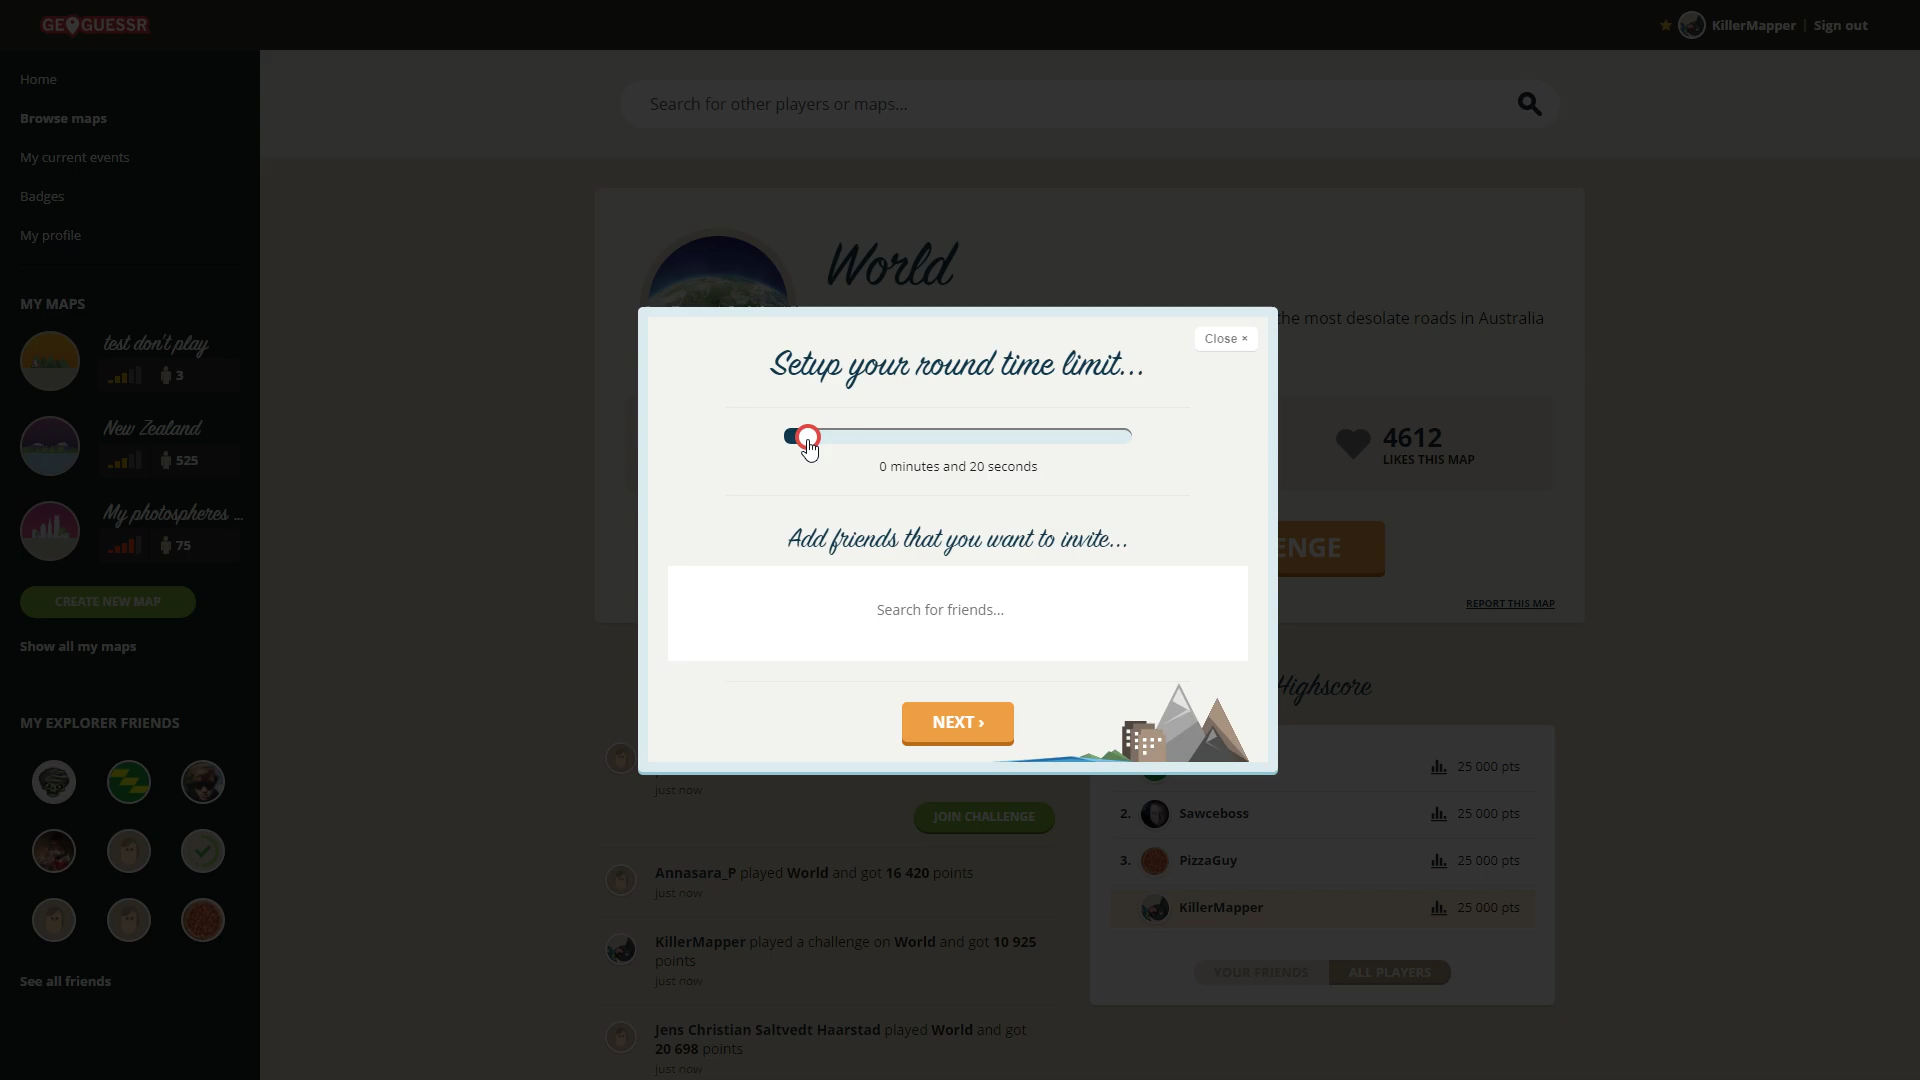 GEOGUESSR
KillerMapper | Sign out
Home
Browse maps
My current events
Badges
My profile
Search for other players or maps...
MY MAPS
test don't play
3
New Zealand
525
My photospheres ...
75
CREATE NEW MAP
Show all my maps
MY EXPLORER FRIENDS
See all friends
World
the most desolate roads in Australia
4612
LIKES THIS MAP
ENGE
REPORT THIS MAP
Close ×
Setup your round time limit...
0 minutes and 20 seconds
Add friends that you want to invite...
Search for friends...
NEXT ›
just now
JOIN CHALLENGE
Annasara_P played World and got 16 420 points
just now
KillerMapper played a challenge on World and got 10 925
points
just now
Jens Christian Saltvedt Haarstad played World and got
20 698 points
just now
Highscore
25 000 pts
2. Sawceboss 25 000 pts
3. PizzaGuy 25 000 pts
KillerMapper 25 000 pts
YOUR FRIENDS ALL PLAYERS